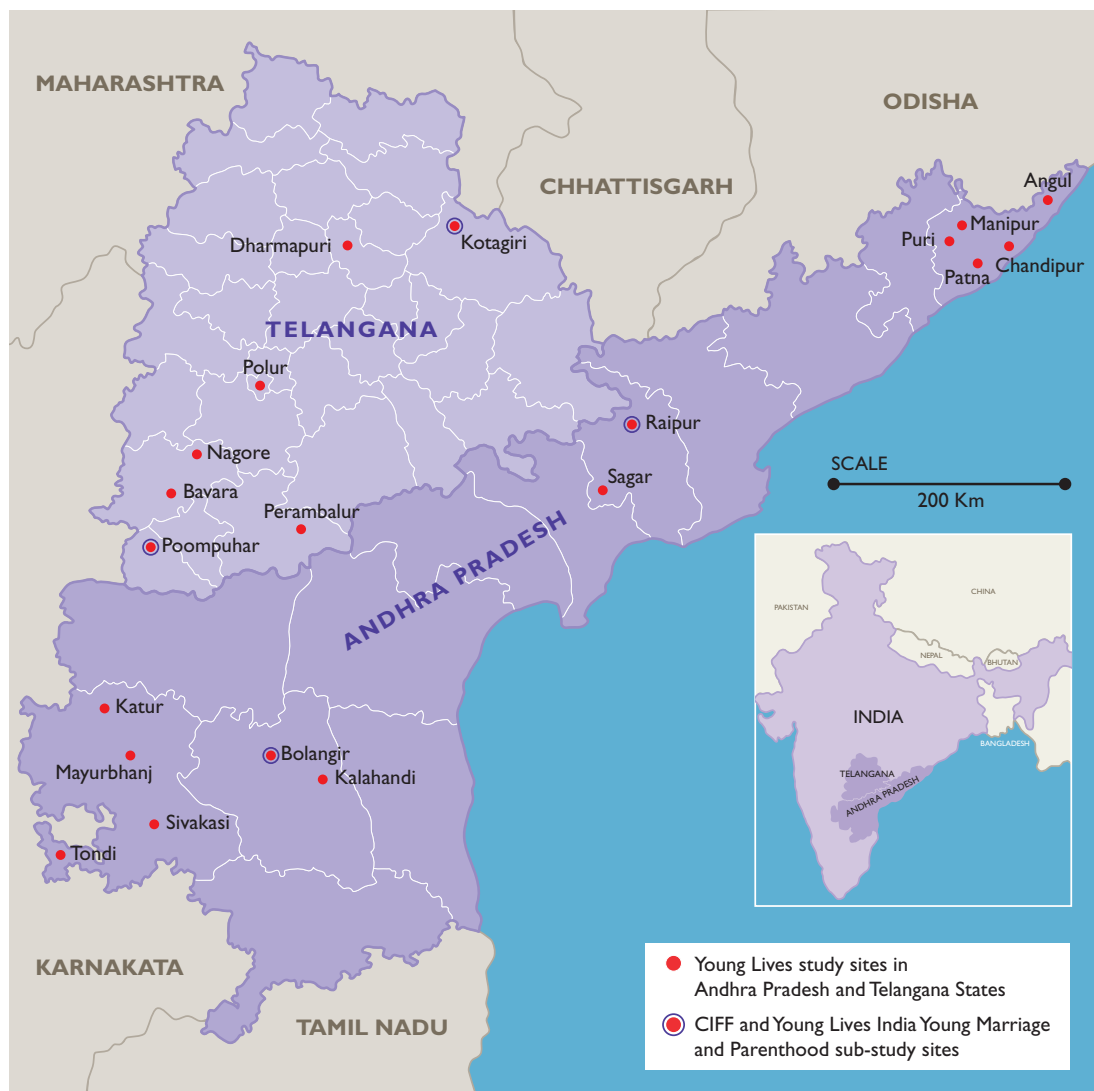 MAHARASHTRA
ODISHA
CHHATTISGARH
Angul
Manipur
Puri
Chandipur
Patna
Dharmapuri
Kotagiri
TELANGANA
Polur
Raipur
Nagore
Sagar
Bavara
Perambalur
Poompuhar
ANDHRA PRADESH
SCALE
200 Km
Katur
Mayurbhanj
Bolangir
Kalahandi
Sivakasi
Tondi
KARNAKATA
TAMIL NADU
PAKISTAN
CHINA
NEPAL
BHUTAN
INDIA
BANGLADESH
TELANGANA
ANDHRA PRADESH
Young Lives study sites in
Andhra Pradesh and Telangana States
CIFF and Young Lives India Young Marriage
and Parenthood sub-study sites